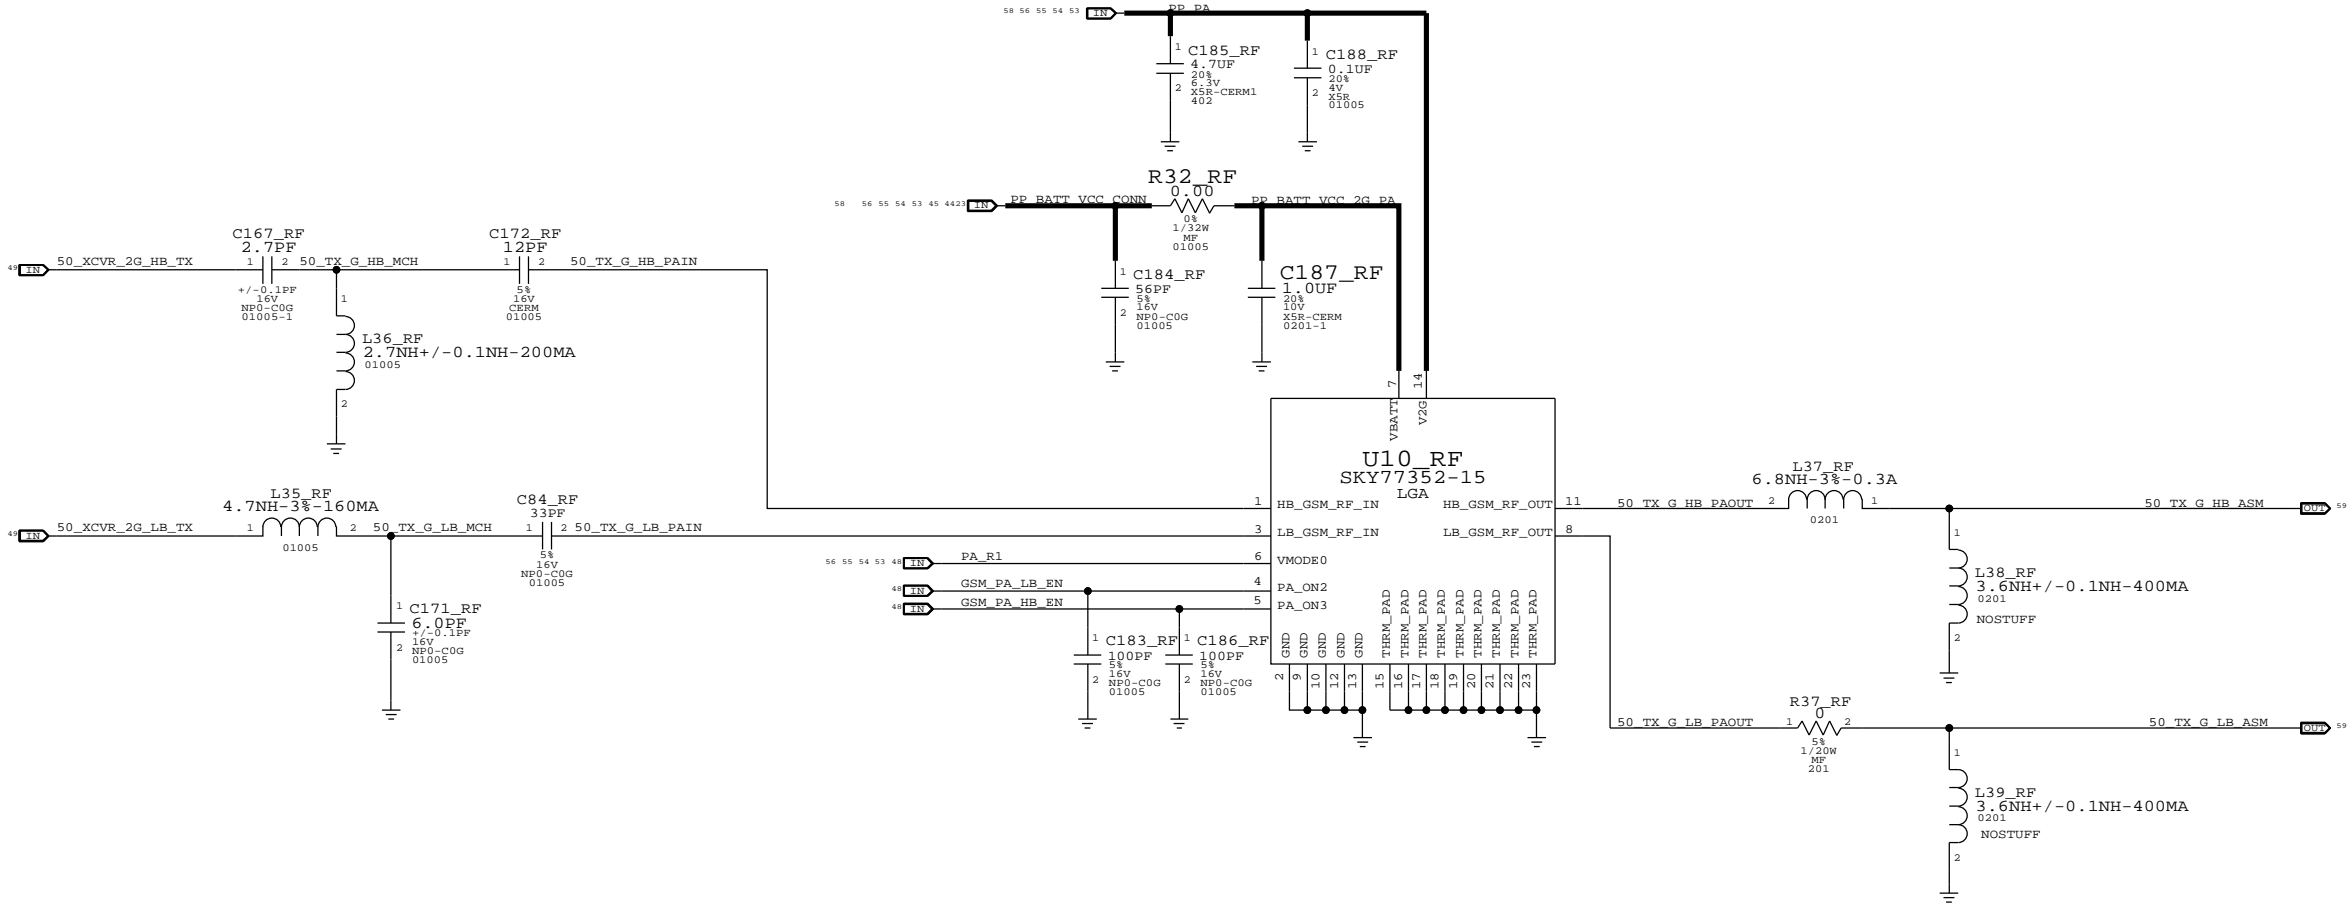 58 56 55 54 53 IN PP_PA
1 C185_RF
4.7UF
20%
6.3V
2 X5R-CERM1
402
1 C188_RF
0.1UF
20%
4V
2 X5R
01005
R32_RF
0.00
58 56 55 54 53 45 44 23 IN PP_BATT_VCC_CONN PP_BATT_VCC_2G_PA
0%
1/32W
MF
01005
1 C184_RF
56PF
5%
16V
2 NP0-C0G
01005
1 C187_RF
1.0UF
20%
10V
2 X5R-CERM
0201-1
C167_RF
2.7PF
49 IN 50_XCVR_2G_HB_TX 1 2 50_TX_G_HB_MCH
+/-0.1PF
16V
NP0-C0G
01005-1
C172_RF
12PF
1 2 50_TX_G_HB_PAIN
5%
16V
CERM
01005
1
L36_RF
2.7NH+/-0.1NH-200MA
01005
2
L35_RF
4.7NH-3%-160MA
49 IN 50_XCVR_2G_LB_TX 1 2 50_TX_G_LB_MCH
01005
C84_RF
33PF
1 2 50_TX_G_LB_PAIN
5%
16V
NP0-C0G
01005
1 C171_RF
6.0PF
+/-0.1PF
16V
2 NP0-C0G
01005
56 55 54 53 48 IN PA_R1
48 IN GSM_PA_LB_EN
48 IN GSM_PA_HB_EN
1 C183_RF
100PF
5%
16V
2 NP0-C0G
01005
1 C186_RF
100PF
5%
16V
2 NP0-C0G
01005
7 14
VBATT V2G
U10_RF
SKY77352-15
LGA
1 HB_GSM_RF_IN HB_GSM_RF_OUT 11
3 LB_GSM_RF_IN LB_GSM_RF_OUT 8
6 VMODE0
4 PA_ON2
5 PA_ON3
GND GND GND GND GND THRM_PAD THRM_PAD THRM_PAD THRM_PAD THRM_PAD THRM_PAD THRM_PAD THRM_PAD THRM_PAD
2 9 10 12 13 15 16 17 18 19 20 21 22 23
L37_RF
6.8NH-3%-0.3A
50_TX_G_HB_PAOUT 2 1 50_TX_G_HB_ASM OUT 59
0201
1
L38_RF
3.6NH+/-0.1NH-400MA
0201
NOSTUFF
2
R37_RF
0
50_TX_G_LB_PAOUT 1 2 50_TX_G_LB_ASM OUT 59
5%
1/20W
MF
201
1
L39_RF
3.6NH+/-0.1NH-400MA
0201
NOSTUFF
2